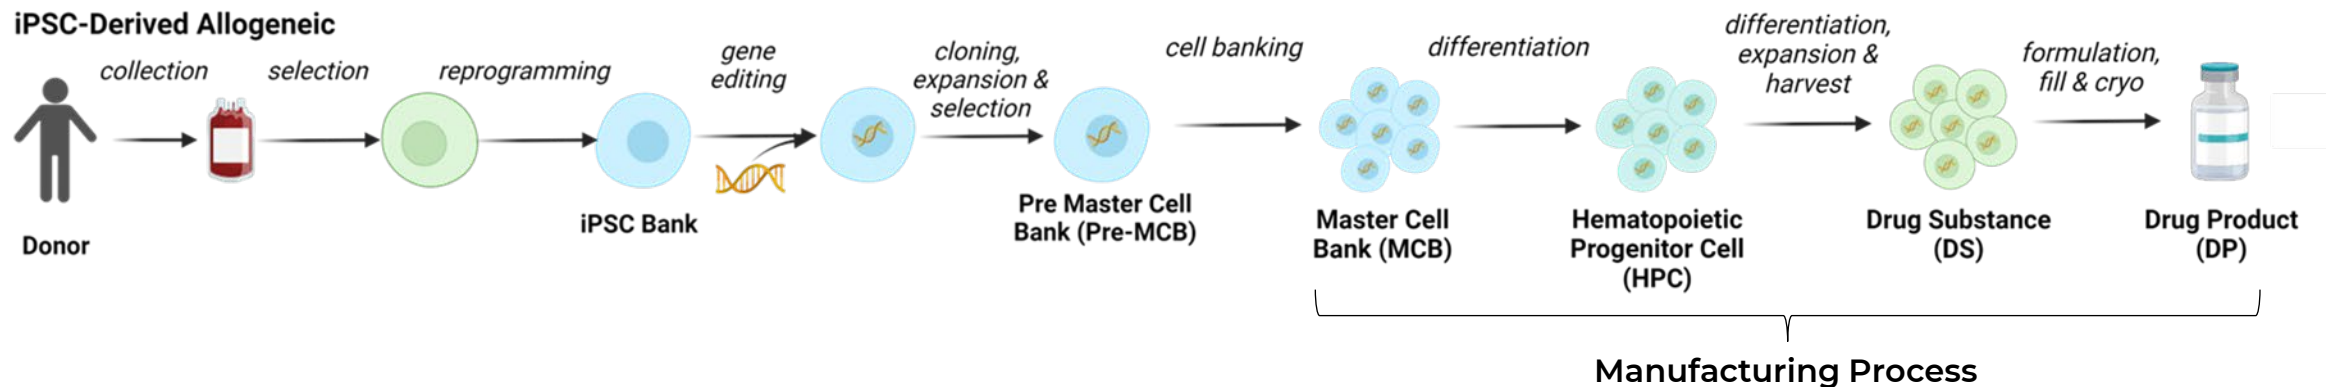 iPSC-Derived Allogeneic
collection
selection
reprogramming
gene
editing
cloning,
expansion &
selection
cell banking
differentiation
differentiation,
expansion &
harvest
formulation,
fill & cryo
Donor
iPSC Bank
Pre Master Cell
Bank (Pre-MCB)
Master Cell
Bank (MCB)
Hematopoietic
Progenitor Cell
(HPC)
Drug Substance
(DS)
Drug Product
(DP)
Manufacturing Process